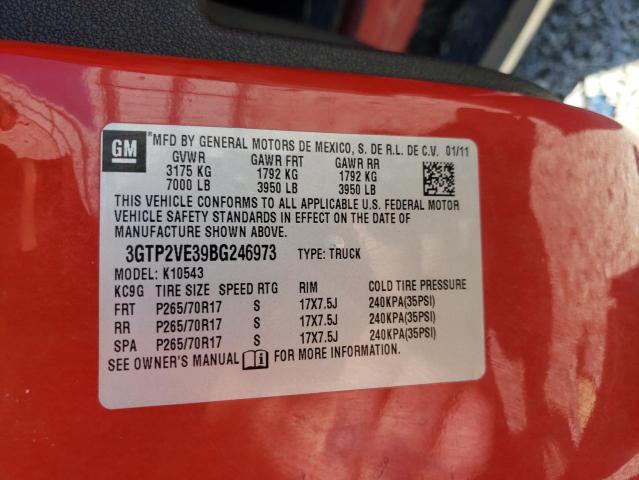 GM *MFD BY GENERAL MOTORS DE MEXICO, S. DE R.L. DE C.V. 01/11
GVWR GAWR FRT GAWR RR
3175 KG 1792 KG 1792 KG
7000 LB 3950 LB 3950 LB
THIS VEHICLE CONFORMS TO ALL APPLICABLE U.S. FEDERAL MOTOR
VEHICLE SAFETY STANDARDS IN EFFECT ON THE DATE OF
MANUFACTURE SHOWN ABOVE.
3GTP2VE39BG246973 TYPE: TRUCK
MODEL: K10543
KC9G TIRE SIZE SPEED RTG RIM COLD TIRE PRESSURE
FRT P265/70R17 S 17X7.5J 240KPA(35PSI)
RR P265/70R17 S 17X7.5J 240KPA(35PSI)
SPA P265/70R17 S 17X7.5J 240KPA(35PSI)
SEE OWNER'S MANUAL FOR MORE INFORMATION.